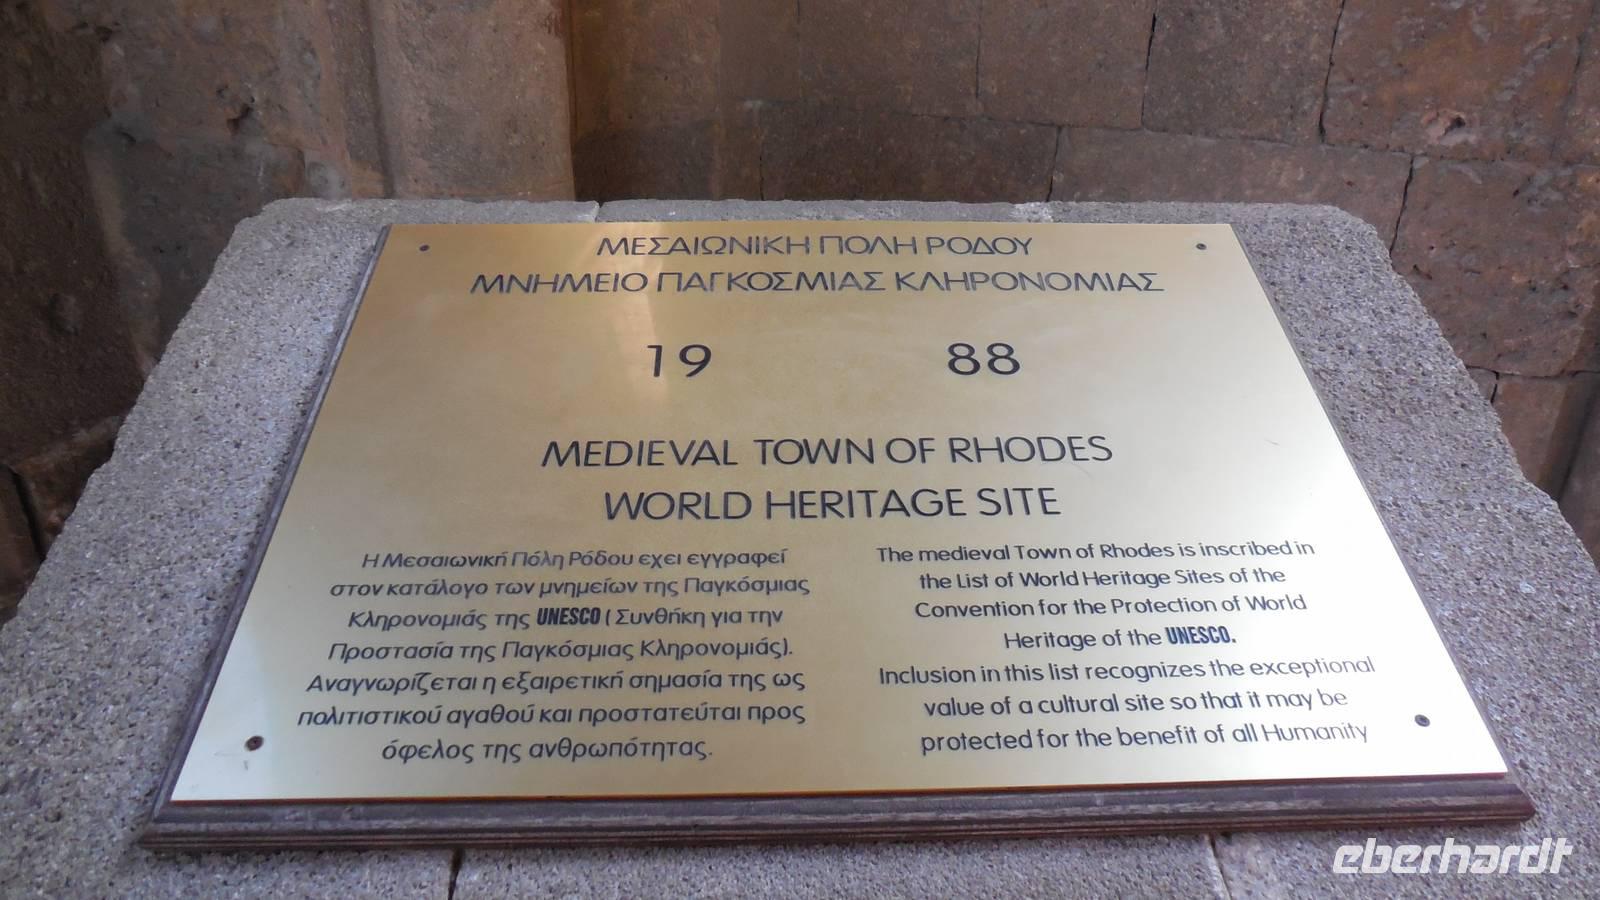 ΜΕΣΑΙΩΝΙΚΗ ΠΟΛΗ ΡΟΔΟΥ
ΜΝΗΜΕΙΟ ΠΑΓΚΟΣΜΙΑΣ ΚΛΗΡΟΝΟΜΙΑΣ
19 88
MEDIEVAL TOWN OF RHODES
WORLD HERITAGE SITE
Η Μεσαιωνική Πόλη Ρόδου εχει εγγραφεί
στον κατάλογο των μνημείων της Παγκόσμιας
Κληρονομιάς της UNESCO ( Συνθήκη για την
Προστασία της Παγκόσμιας Κληρονομιάς).
Αναγνωρίζεται η εξαιρετική σημασία της ως
πολιτιστικού αγαθού και προστατεύται προς
όφελος της ανθρωπότητας.
The medieval Town of Rhodes is inscribed in
the List of World Heritage Sites of the
Convention for the Protection of World
Heritage of the UNESCO.
Inclusion in this list recognizes the exceptional
value of a cultural site so that it may be
protected for the benefit of all Humanity
eberhardt